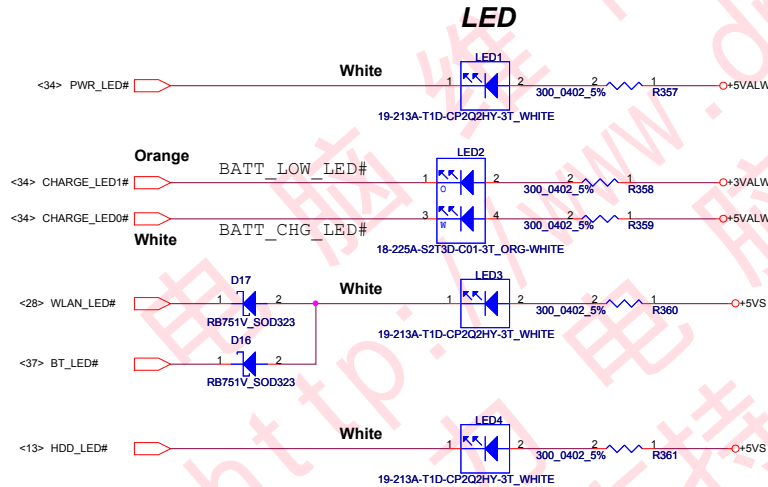 LED
White
LED1
<34> PWR_LED#
1
2
2
1
300_0402_5%
R357
+5VALW
19-213A-T1D-CP2Q2HY-3T_WHITE
Orange
BATT_LOW_LED#
LED2
<34> CHARGE_LED1#
1
O
2
2
1
300_0402_5%
R358
+3VALW
<34> CHARGE_LED0#
3
W
4
2
1
300_0402_5%
R359
+5VALW
White
BATT_CHG_LED#
18-225A-S2T3D-C01-3T_ORG-WHITE
D17
White
LED3
<28> WLAN_LED#
1
2
1
2
2
1
300_0402_5%
R360
+5VS
RB751V_SOD323
19-213A-T1D-CP2Q2HY-3T_WHITE
D16
<37> BT_LED#
1
2
RB751V_SOD323
White
LED4
<13> HDD_LED#
1
2
2
1
300_0402_5%
R361
+5VS
19-213A-T1D-CP2Q2HY-3T_WHITE